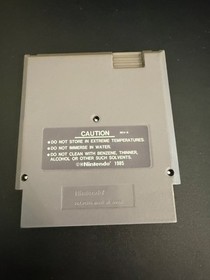 CAUTION
●DO NOT STORE IN EXTREME TEMPERATURES.
●DO NOT IMMERSE IN WATER.
●DO NOT CLEAN WITH BENZENE, THINNER,
ALCOHOL OR OTHER SUCH SOLVENTS.
©Nintendo 1985
Nintendo